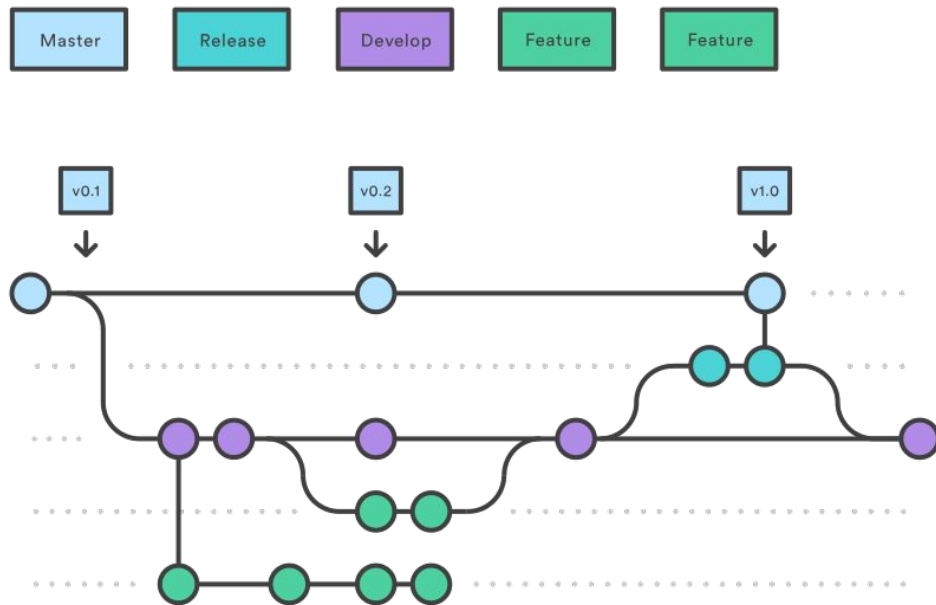 Master
Release
Develop
Feature
Feature
v0.1
v0.2
v1.0